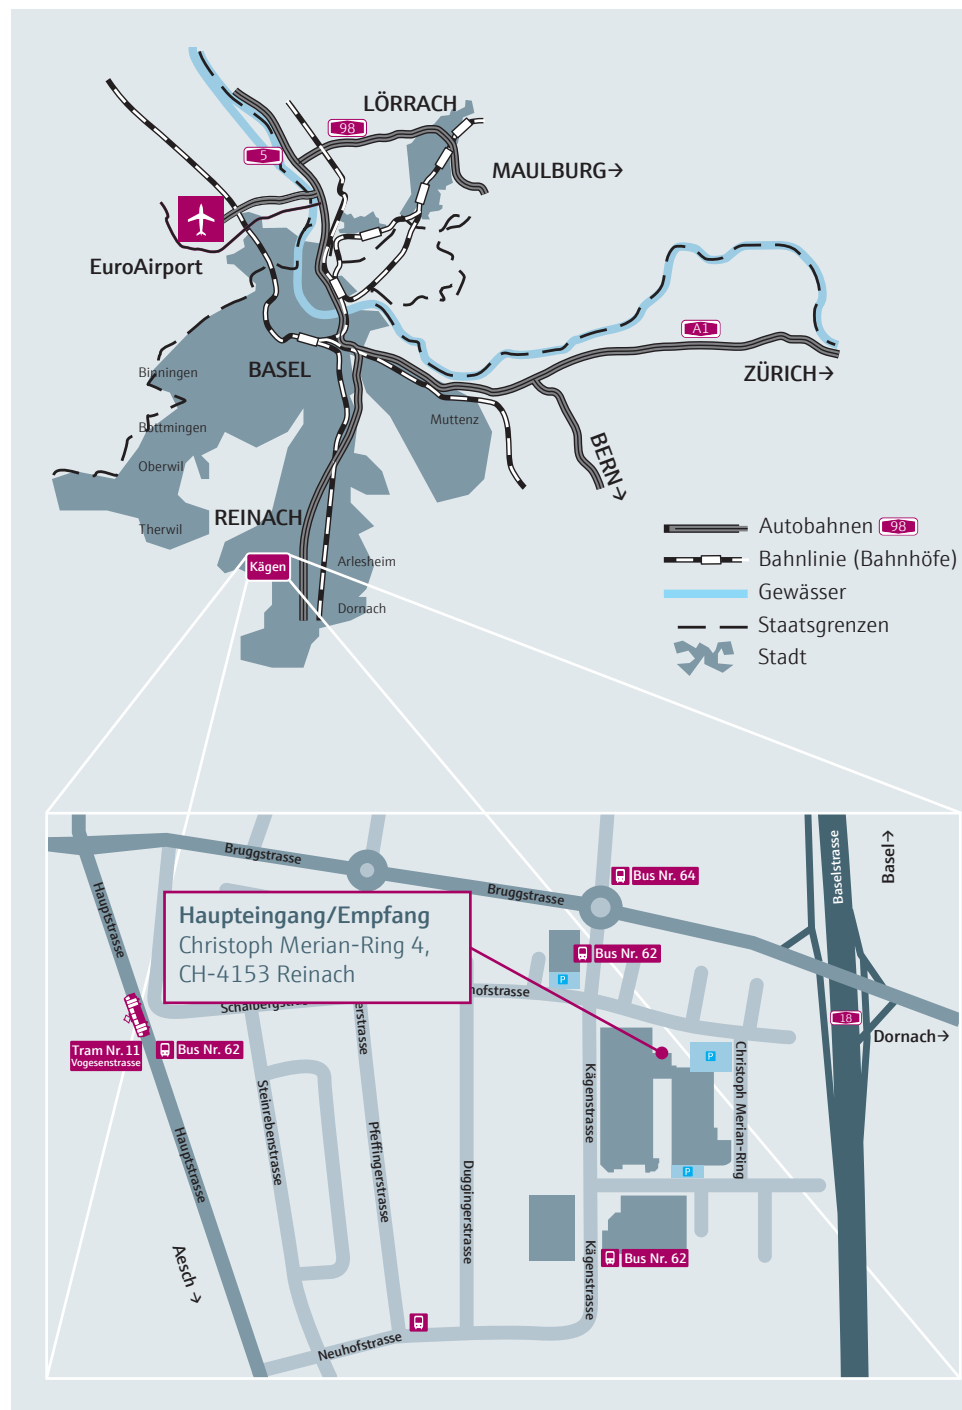 LÖRRACH
98
5
MAULBURG→
EuroAirport
A1
ZÜRICH→
Binningen
BASEL
Bottmingen
Muttenz
BERN→
Oberwil
REINACH
Therwil
Kägen
Arlesheim
Dornach
Autobahnen 98
Bahnlinie (Bahnhöfe)
Gewässer
Staatsgrenzen
Stadt
Bruggstrasse
Bruggstrasse
Bus Nr. 64
Baselstrasse
Basel→
Hauptstrasse
Haupteingang/Empfang
Christoph Merian-Ring 4,
CH-4153 Reinach
Bus Nr. 62
P
hofstrasse
18
Dornach→
Tram Nr. 11
Vogesenstrasse
Bus Nr. 62
erstrasse
P
Christoph Merian-Ring
Kägenstrasse
Steinrebenstrasse
Pfeffingerstrasse
Hauptstrasse
Duggingerstrasse
P
Aesch→
Kägenstrasse
Bus Nr. 62
Neuhofstrasse